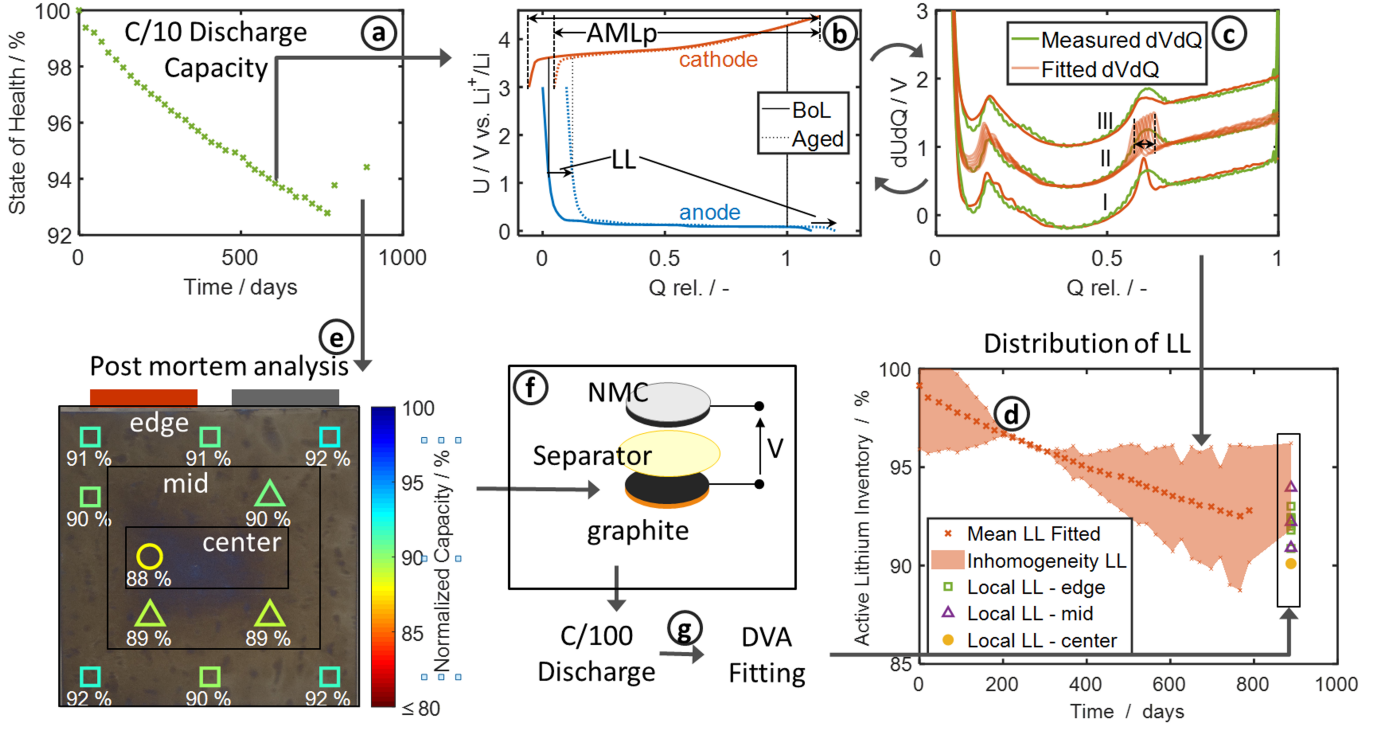 C/10 Discharge
Capacity
a
State of Health / %
100
98
96
94
92
0
500
1000
Time / days
AMLp
b
cathode
BoL
Aged
LL
anode
U / V vs. Li+/Li
4
3
2
1
0
0
0.5
1
Q rel. / -
Measured dVdQ
Fitted dVdQ
c
III
II
I
dUdQ / V
3
2
1
0
0
0.5
1
Q rel. / -
e
Post mortem analysis
edge
91 %
91 %
92 %
mid
90 %
90 %
center
88 %
89 %
89 %
92 %
90 %
92 %
100
95
90
85
≤ 80
Normalized Capacity / %
f
NMC
Separator
V
graphite
C/100
Discharge
g
DVA
Fitting
Distribution of LL
d
Active Lithium Inventory / %
100
95
90
85
Mean LL Fitted
Inhomogeneity LL
Local LL - edge
Local LL - mid
Local LL - center
0
200
400
600
800
1000
Time / days